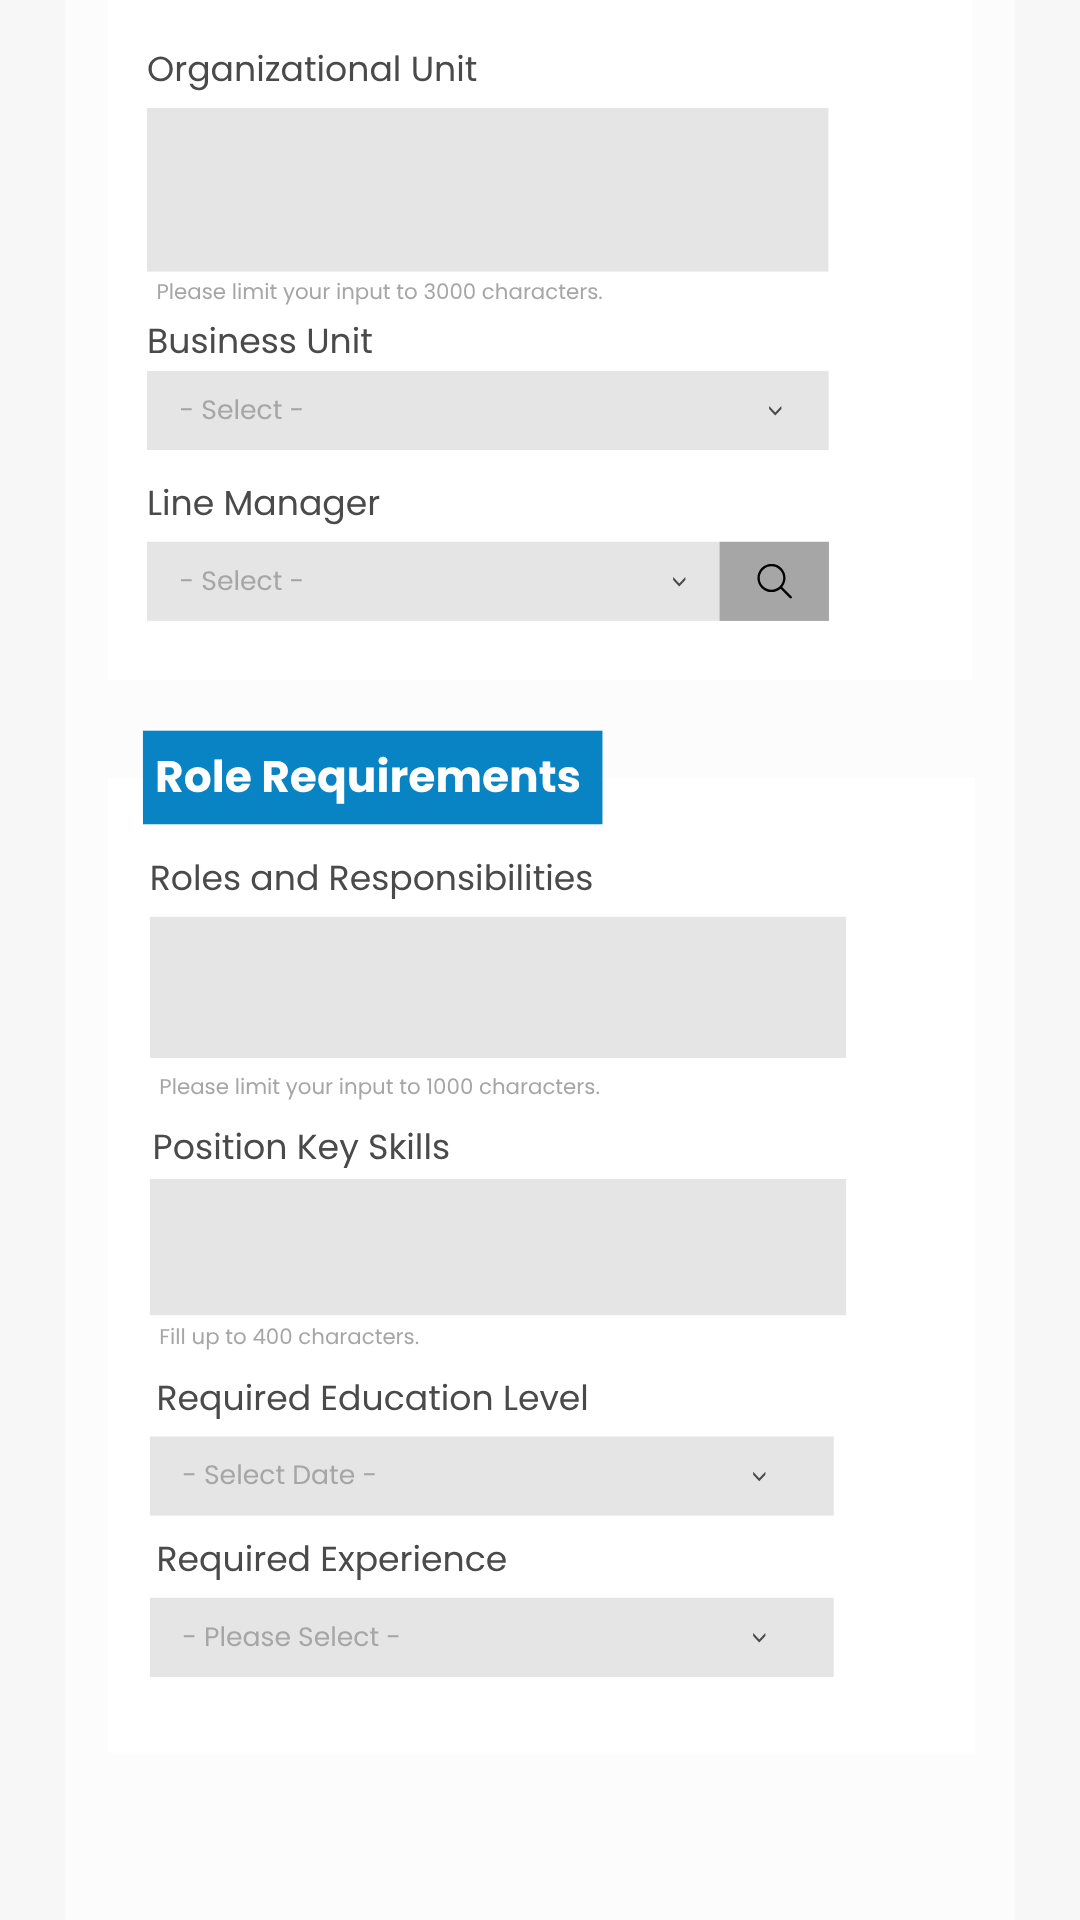 Organizational Unit
Please limit your input to 3000 characters.
Business Unit
- Select -
Line Manager
- Select -
Role Requirements
Roles and Responsibilities
Please limit your input to 1000 characters.
Position Key Skills
Fill up to 400 characters.
Required Education Level
- Select Date -
Required Experience
- Please Select -